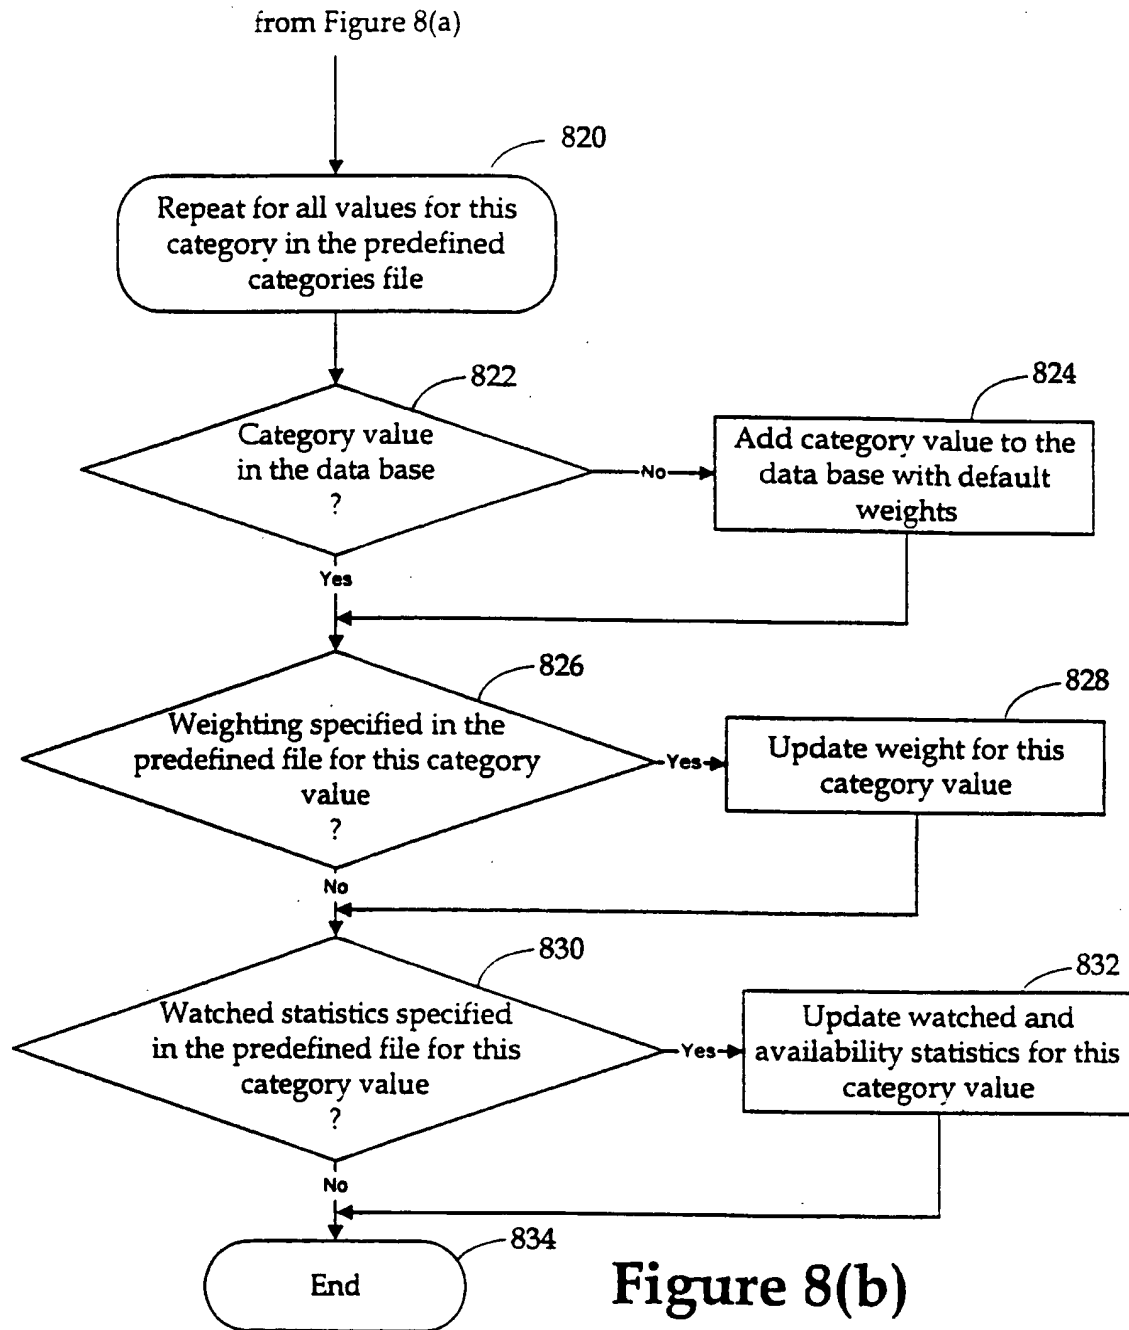 from Figure 8(a)
820
Repeat for all values for this
category in the predefined
categories file
822
Category value
in the data base
?
No
824
Add category value to the
data base with default
weights
Yes
826
Weighting specified in the
predefined file for this category
value
?
Yes
828
Update weight for this
category value
No
830
Watched statistics specified
in the predefined file for this
category value
?
Yes
832
Update watched and
availability statistics for this
category value
No
834
End
Figure 8(b)